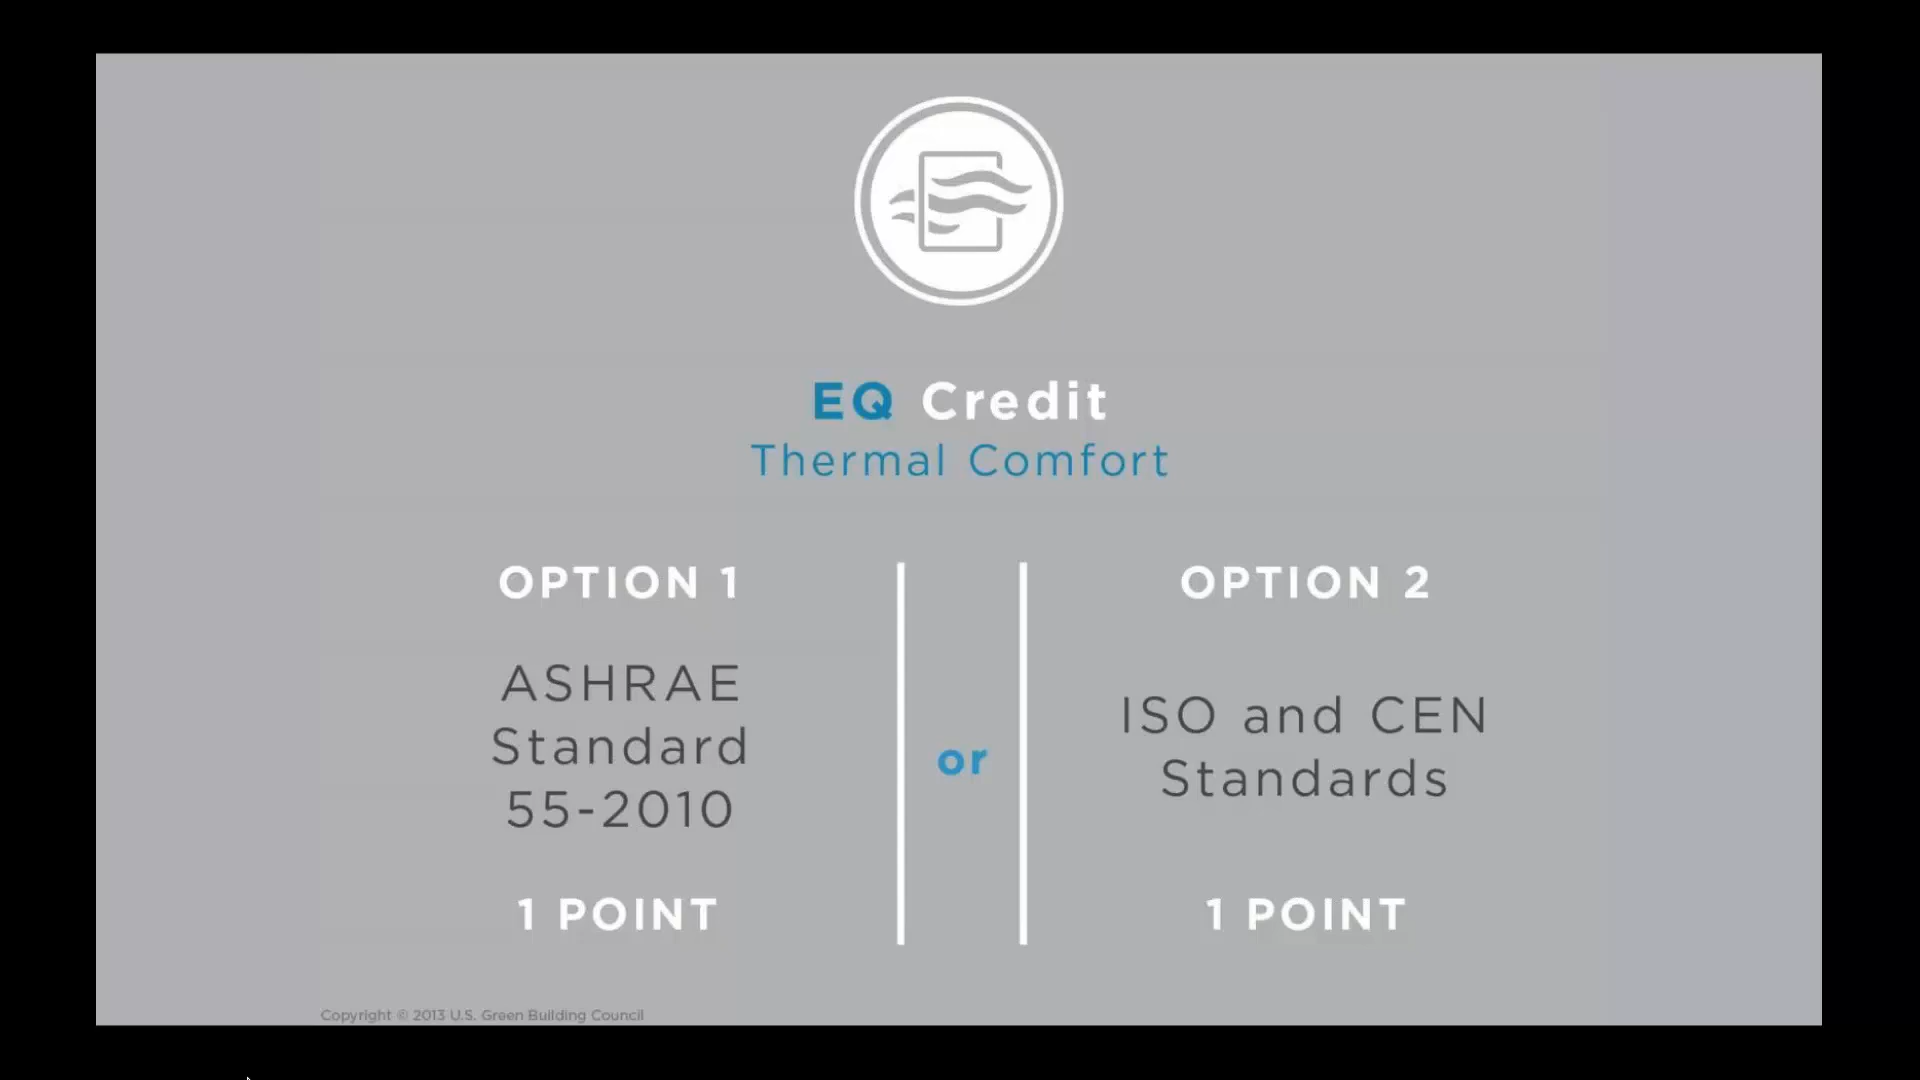 EQ Credit
Thermal Comfort
OPTION 1
ASHRAE
Standard
55-2010
1 POINT
or
OPTION 2
ISO and CEN
Standards
1 POINT
Copyright © 2013 U.S. Green Building Council